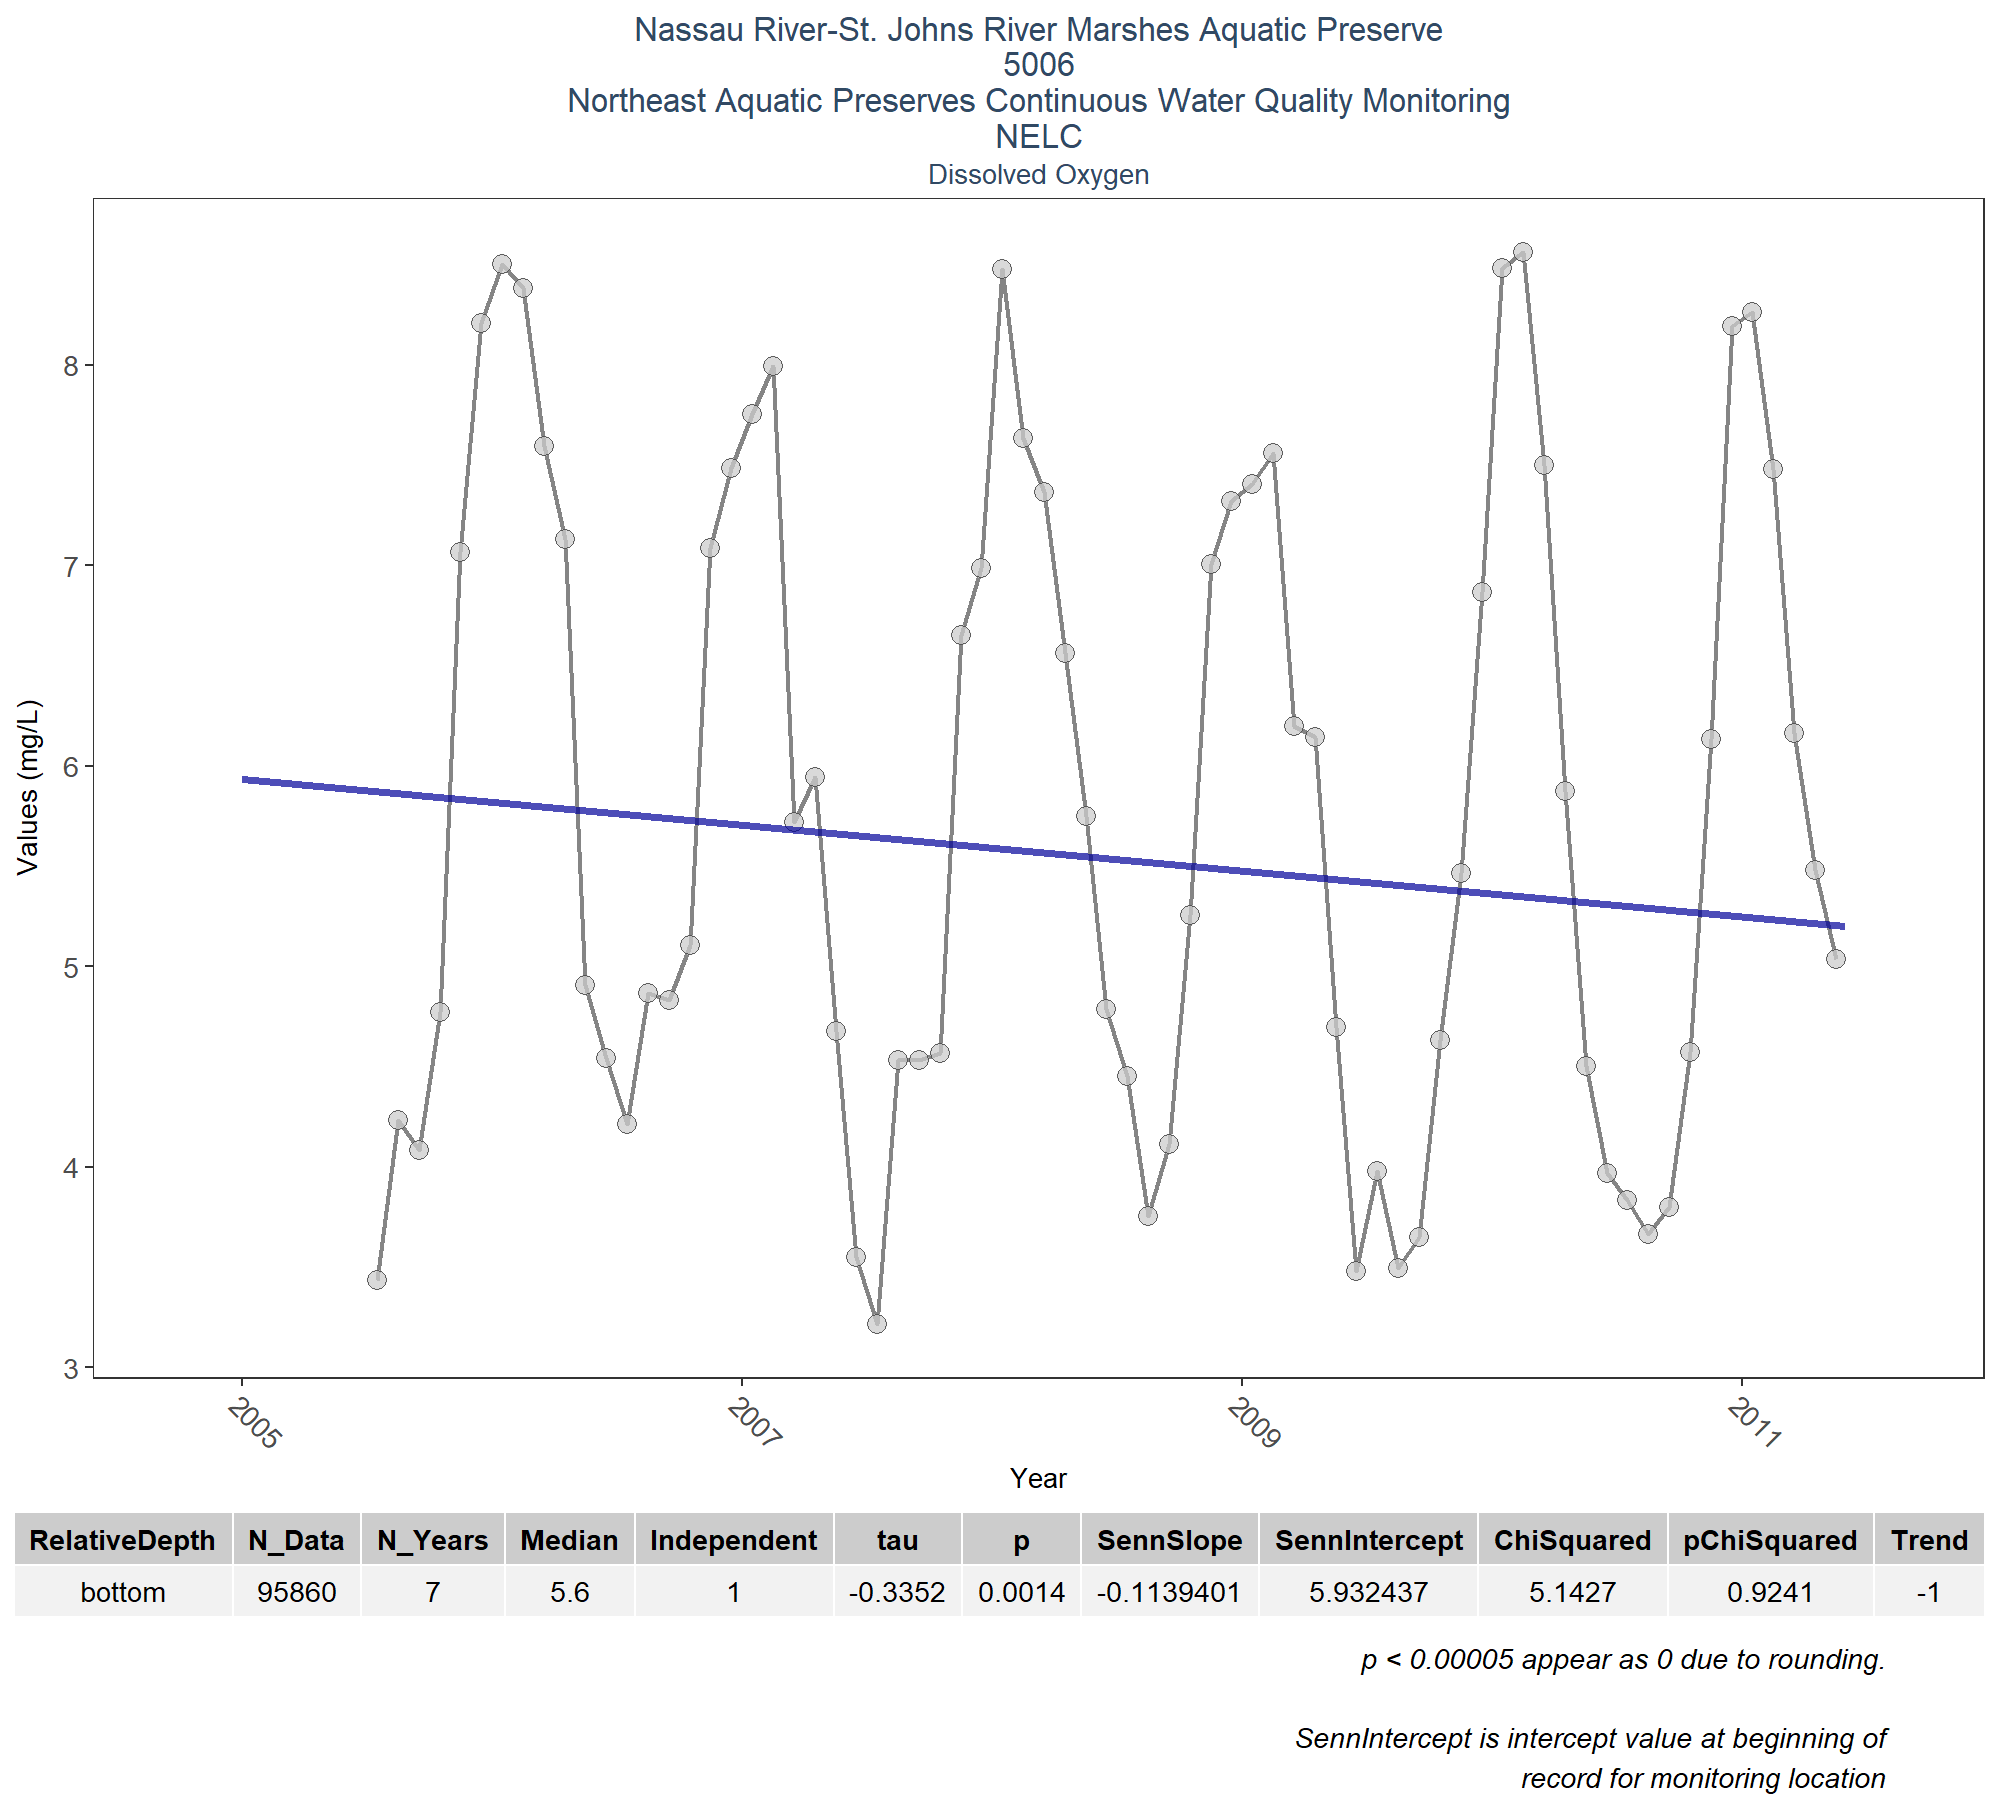 Nassau River-St. Johns River Marshes Aquatic Preserve
5006
Northeast Aquatic Preserves Continuous Water Quality Monitoring
NELC
Dissolved Oxygen
Values (mg/L)
8
7
6
5
4
3
2005 2007 2009 2011
Year
RelativeDepth N_Data N_Years Median Independent tau p SennSlope SennIntercept ChiSquared pChiSquared Trend
bottom 95860 7 5.6 1 -0.3352 0.0014 -0.1139401 5.932437 5.1427 0.9241 -1
p < 0.00005 appear as 0 due to rounding.
SennIntercept is intercept value at beginning of
record for monitoring location